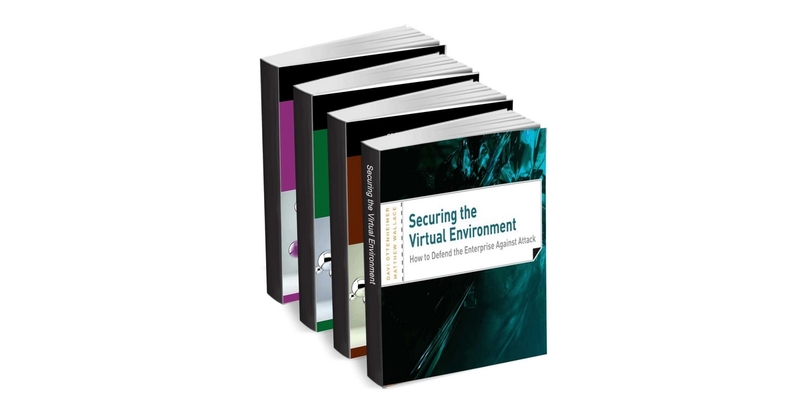 Securing the Virtual Environment
DAVI OTTENHEIMER
MATTHEW WALLACE
Securing the
Virtual Environment
How to Defend the Enterprise Against Attack